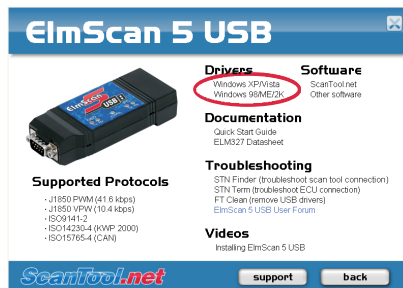 ElmScan 5 USB
Drivers
Windows XP/Vista
Windows 98/ME/2K
Software
ScanTool.net
Other software
Documentation
Quick Start Guide
ELM327 Datasheet
Troubleshooting
STN Finder (troubleshoot scan tool connection)
STN Term (troubleshoot ECU connection)
FT Clean (remove USB drivers)
ElmScan 5 USB User Forum
Videos
Installing ElmScan 5 USB
ElmScan
5
USB
Supported Protocols
· J1850 PWM (41.6 kbps)
· J1850 VPW (10.4 kbps)
· ISO9141-2
· ISO14230-4 (KWP 2000)
· ISO15765-4 (CAN)
ScanTool.net
support
back